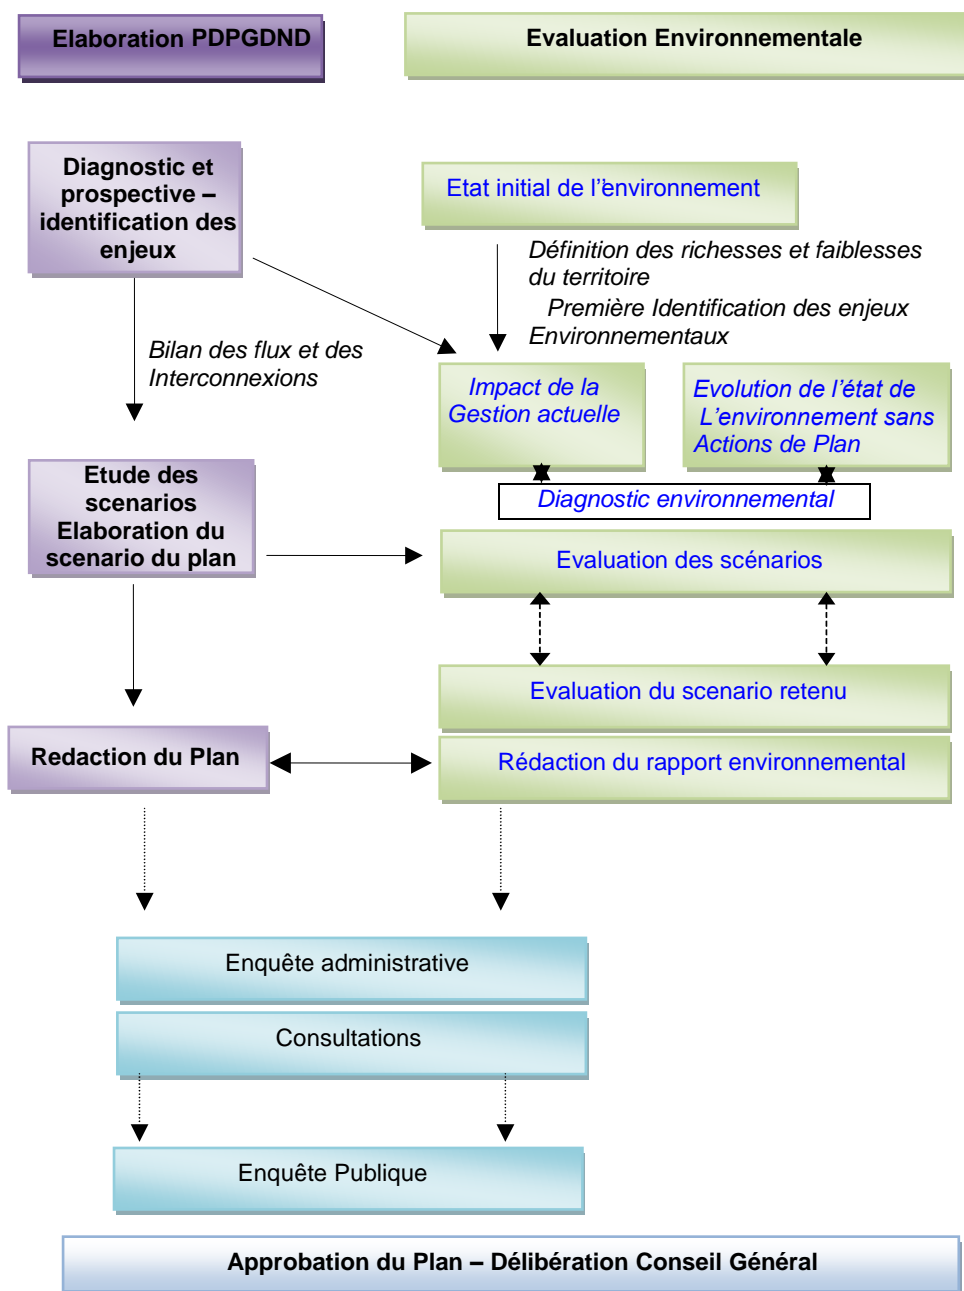 Elaboration PDPGDND
Evaluation Environnementale
Diagnostic et
prospective –
identification des
enjeux
Etat initial de l'environnement
Définition des richesses et faiblesses
du territoire
Première Identification des enjeux
Environnementaux
Bilan des flux et des
Interconnexions
Impact de la
Gestion actuelle
Evolution de l'état de
L'environnement sans
Actions de Plan
Diagnostic environnemental
Etude des
scenarios
Elaboration du
scenario du plan
Evaluation des scénarios
Evaluation du scenario retenu
Redaction du Plan
Rédaction du rapport environnemental
Enquête administrative
Consultations
Enquête Publique
Approbation du Plan – Délibération Conseil Général